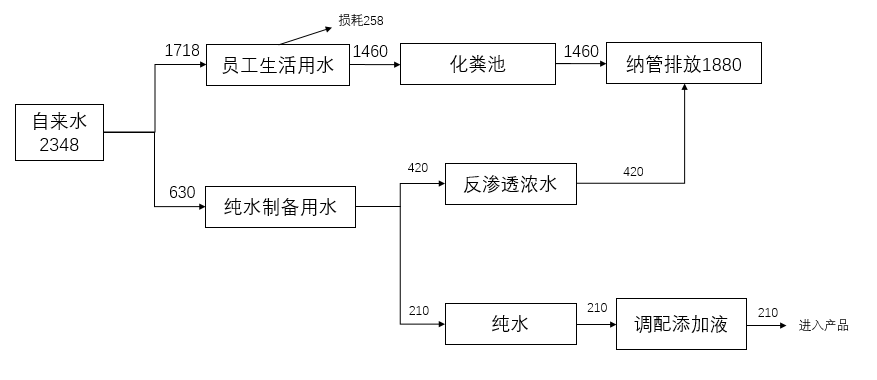 损耗258
1718
员工生活用水
1460
化粪池
1460
纳管排放1880
自来水
2348
630
纯水制备用水
420
反渗透浓水
420
210
纯水
210
调配添加液
210
进入产品